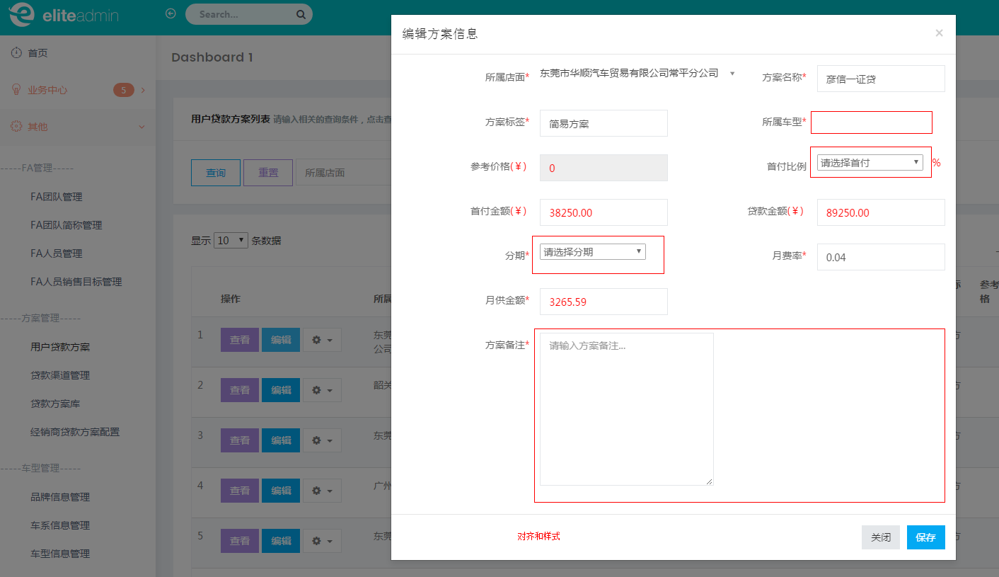 eliteadmin
Search...
首页
业务中心 5
其他
-----FA管理-----
FA团队管理
FA团队简称管理
FA人员管理
FA人员销售目标管理
-----方案管理-----
用户贷款方案
贷款渠道管理
贷款方案库
经销商贷款方案配置
-----车型管理-----
品牌信息管理
车系信息管理
车型信息管理
Dashboard 1
用户贷款方案列表 请输入相关的查询条件，点击查
查询 重置 所属店面
显示 10 条数据
操作 所属
参考
格
1 查看 编辑 东莞
公司
2 查看 编辑 韶关
3 查看 编辑 东莞
4 查看 编辑 广州
5 查看 编辑 东莞
编辑方案信息 ×
所属店面* 东莞市华顺汽车贸易有限公司常平分公司 方案名称* 彦信一证贷
方案标签* 简易方案 所属车型*
参考价格(￥) 0 首付比例 请选择首付 %
首付金额(￥) 38250.00 贷款金额(￥) 89250.00
分期* 请选择分期 月费率* 0.04
月供金额* 3265.59
方案备注* 请输入方案备注...
对齐和样式
关闭 保存